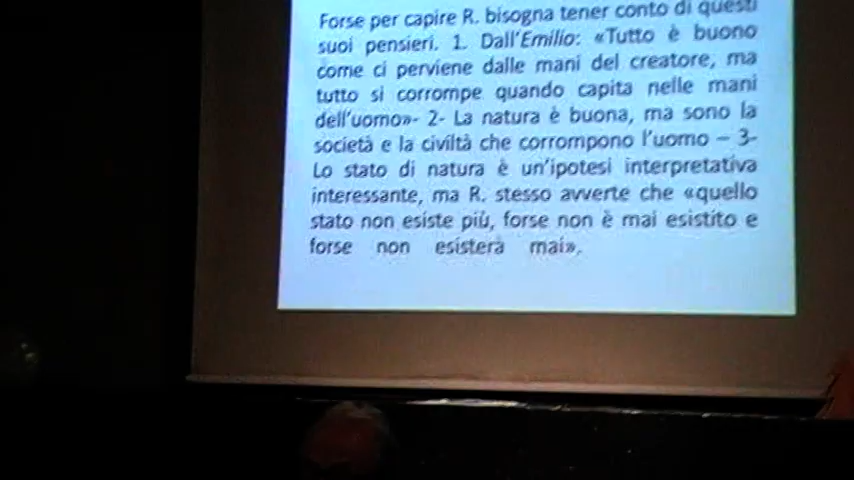 Forse per capire R. bisogna tener conto di questi
suoi pensieri. 1. Dall'Emilio: «Tutto è buono
come ci perviene dalle mani del creatore, ma
tutto si corrompe quando capita nelle mani
dell'uomo»- 2- La natura è buona, ma sono la
società e la civiltà che corrompono l'uomo – 3-
Lo stato di natura è un'ipotesi interpretativa
interessante, ma R. stesso avverte che «quello
stato non esiste più, forse non è mai esistito e
forse non esisterà mai».